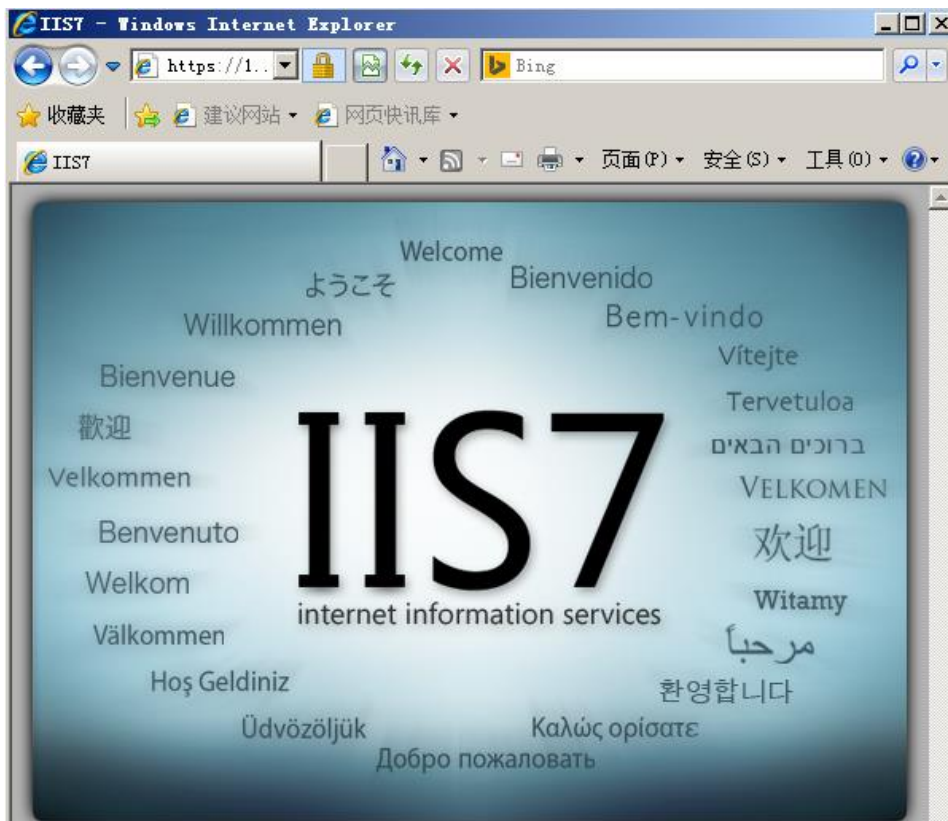 IIS7 - Windows Internet Explorer
https://1.. Bing
收藏夹 建议网站 网页快讯库
IIS7 页面(P) 安全(S) 工具(O)
Welcome
ようこそ Bienvenido
Willkommen Bem-vindo
Vítejte
Bienvenue
Tervetuloa
歡迎
ברוכים הבאים
Velkommen
VELKOMEN
Benvenuto
欢迎
IIS7
Welkom
Witamy
internet information services
Välkommen
مرحباً
Hoş Geldiniz
환영합니다
Üdvözöljük
Καλώς ορίσατε
Добро пожаловать